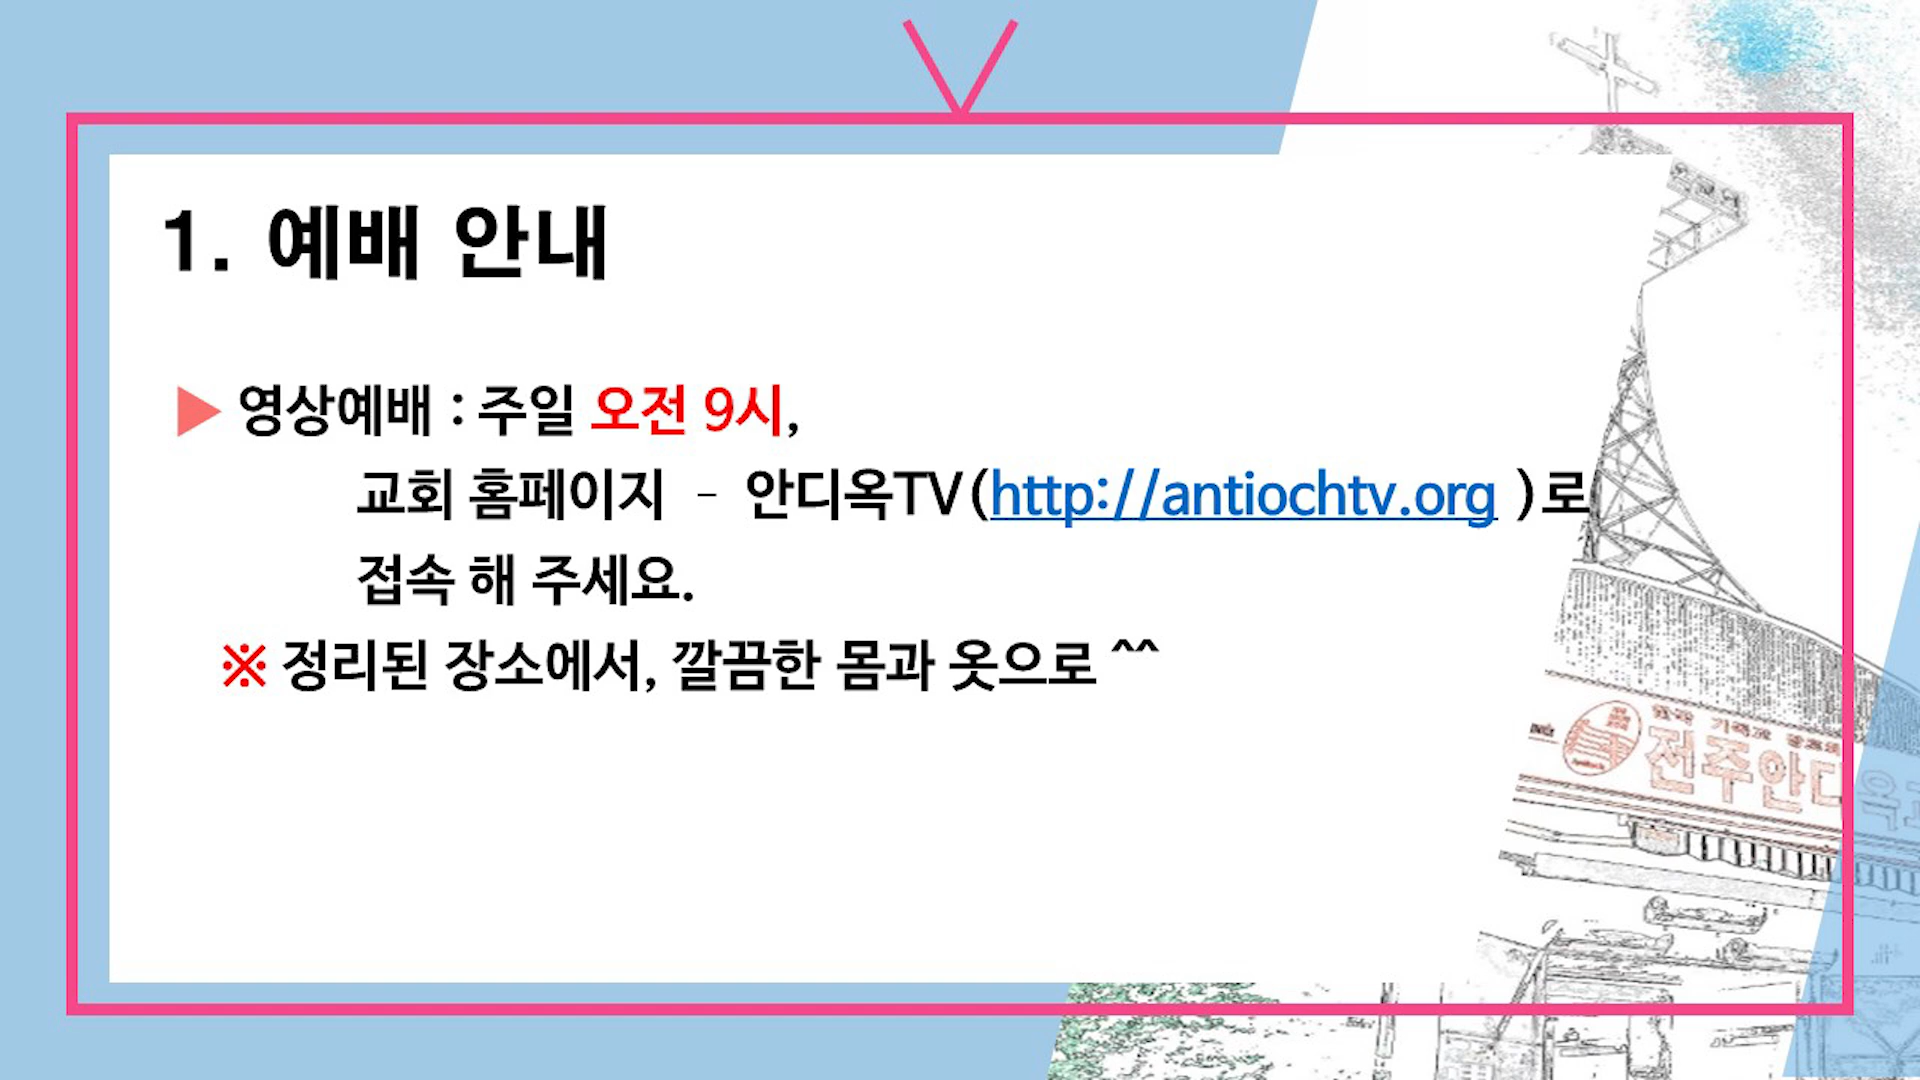 1. 예배 안내
▶ 영상예배 : 주일 오전 9시,
교회 홈페이지 - 안디옥TV(http://antiochtv.org )로
접속 해 주세요.
※ 정리된 장소에서, 깔끔한 몸과 옷으로 ^^
전주안디옥교